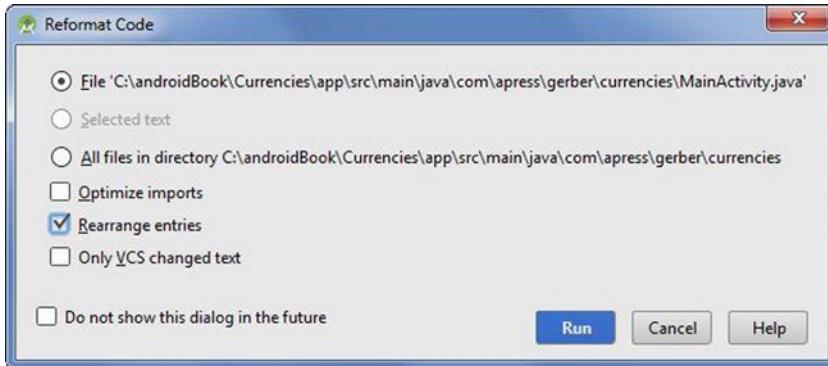 Reformat Code
File 'C:\androidBook\Currencies\app\src\main\java\com\apress\gerber\currencies\MainActivity.java'
Selected text
All files in directory C:\androidBook\Currencies\app\src\main\java\com\apress\gerber\currencies
Optimize imports
Rearrange entries
Only VCS changed text
Do not show this dialog in the future
Run Cancel Help